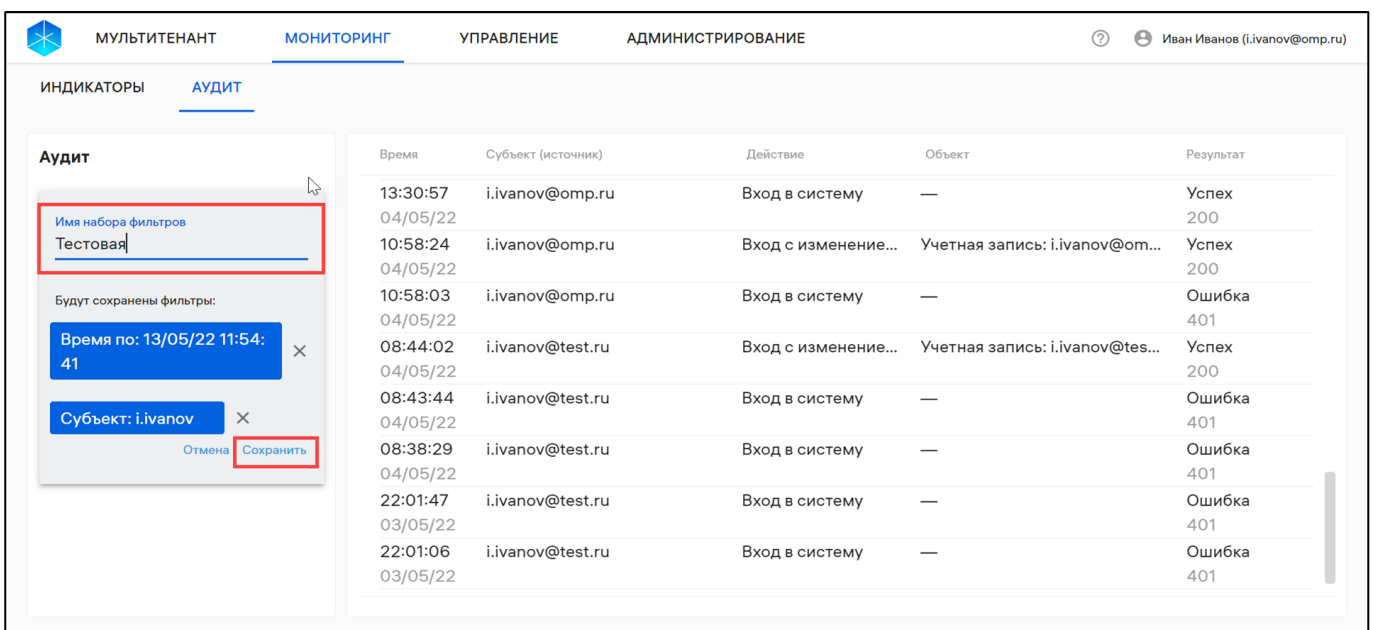 МУЛЬТИТЕНАНТ МОНИТОРИНГ УПРАВЛЕНИЕ АДМИНИСТРИРОВАНИЕ ? Иван Иванов (i.ivanov@omp.ru)
ИНДИКАТОРЫ АУДИТ
Аудит
Имя набора фильтров
Тестовая
Будут сохранены фильтры:
Время по: 13/05/22 11:54:
41
Субъект: i.ivanov
Отмена Сохранить
Время Субъект (источник) Действие Объект Результат
13:30:57 i.ivanov@omp.ru Вход в систему — Успех
04/05/22 200
10:58:24 i.ivanov@omp.ru Вход с изменение... Учетная запись: i.ivanov@om... Успех
04/05/22 200
10:58:03 i.ivanov@omp.ru Вход в систему — Ошибка
04/05/22 401
08:44:02 i.ivanov@test.ru Вход с изменение... Учетная запись: i.ivanov@tes... Успех
04/05/22 200
08:43:44 i.ivanov@test.ru Вход в систему — Ошибка
04/05/22 401
08:38:29 i.ivanov@test.ru Вход в систему — Ошибка
04/05/22 401
22:01:47 i.ivanov@test.ru Вход в систему — Ошибка
03/05/22 401
22:01:06 i.ivanov@test.ru Вход в систему — Ошибка
03/05/22 401